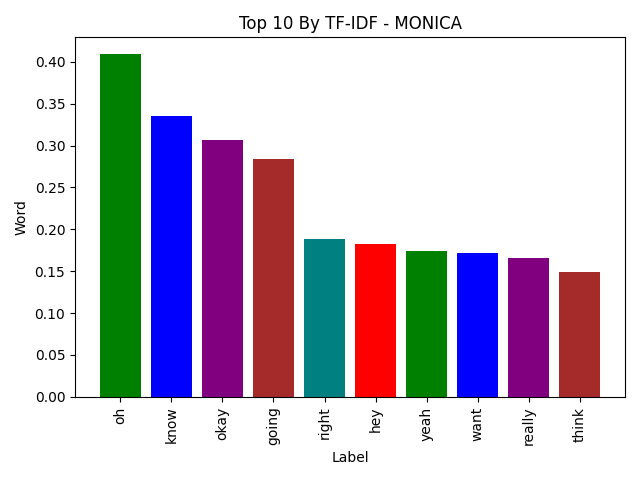 Top 10 By TF-IDF - MONICA
Word
0.40
0.35
0.30
0.25
0.20
0.15
0.10
0.05
0.00
oh
know
okay
going
right
hey
yeah
want
really
think
Label